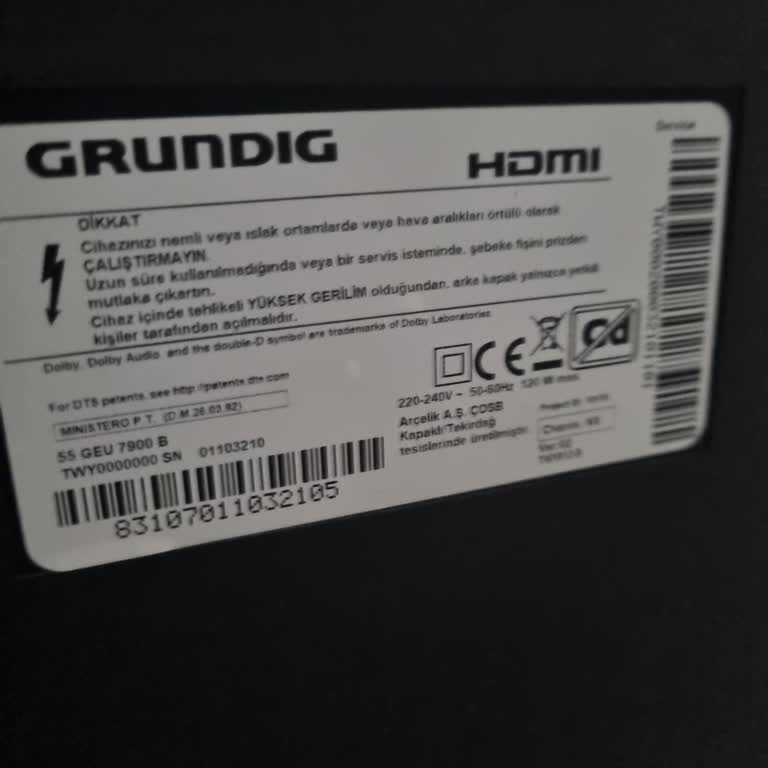 GRUNDIG
HDMI
Service
DİKKAT
Cihazınızı nemli veya ıslak ortamlarda veya hava aralıkları örtülü olarak
ÇALIŞTIRMAYIN.
Uzun süre kullanılmadığında veya bir servis isteminde, şebeke fişini prizden
mutlaka çıkartın.
Cihaz içinde tehlikeli YÜKSEK GERİLİM olduğundan, arka kapak yalnızca yetkili
kişiler tarafından açılmalıdır.
Dolby, Dolby Audio, and the double-D symbol are trademarks of Dolby Laboratories
For DTS patents, see http://patents.dts.com
MINISTERO P.T. (D.M.26.03.92)
55 GEU 7900 B
TWY0000000 SN 01103210
83107011032105
CE
220-240V ~ 50-60Hz 120 W max.
Arçelik A.Ş. ÇOSB
Kapaklı/Tekirdağ
tesislerinde üretilmiştir.